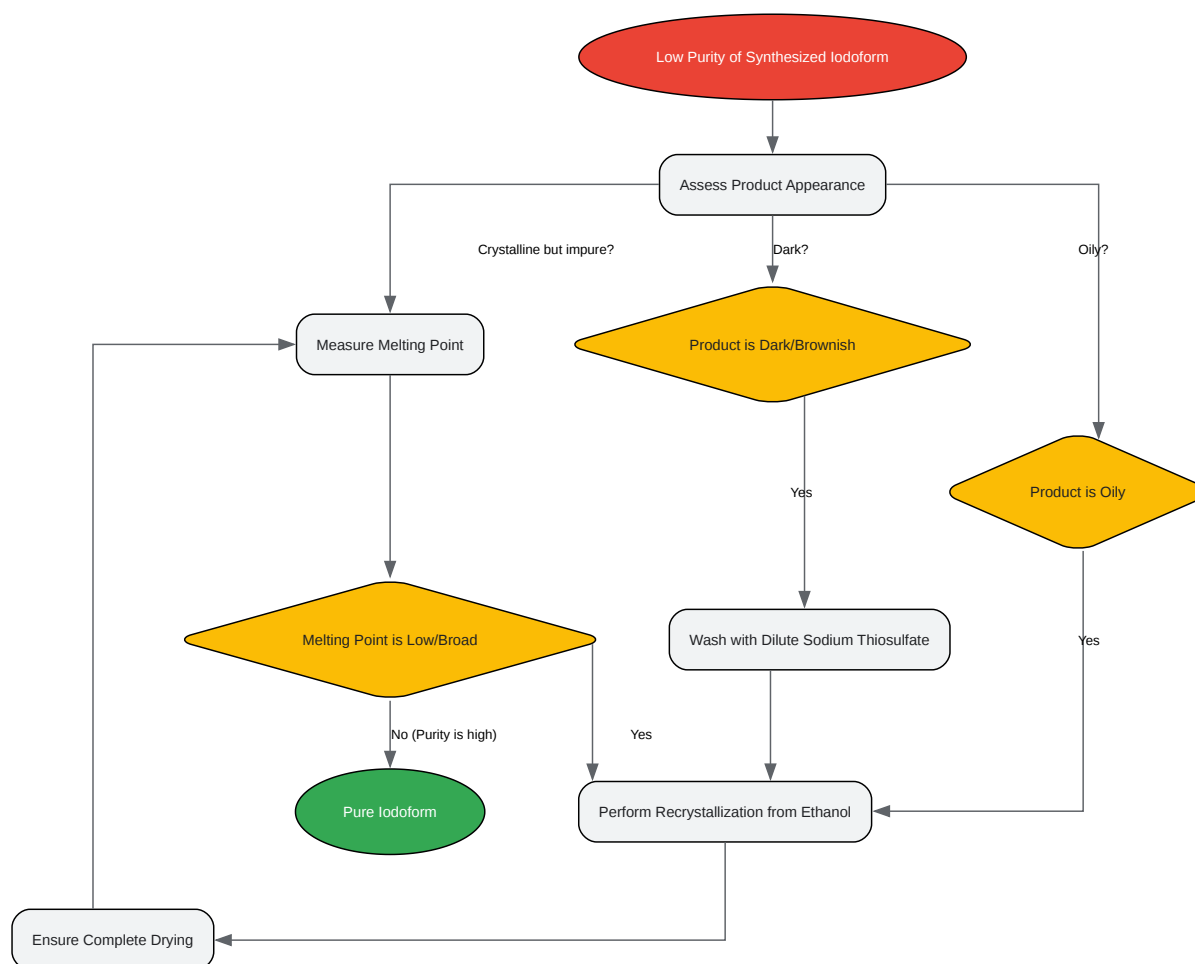 Low Purity of Synthesized Iodoform
Assess Product Appearance
Crystalline but impure?
Dark?
Oily?
Measure Melting Point
Product is Dark/Brownish
Yes
Product is Oily
Melting Point is Low/Broad
Wash with Dilute Sodium Thiosulfate
Yes
No (Purity is high)
Yes
Pure Iodoform
Perform Recrystallization from Ethanol
Ensure Complete Drying